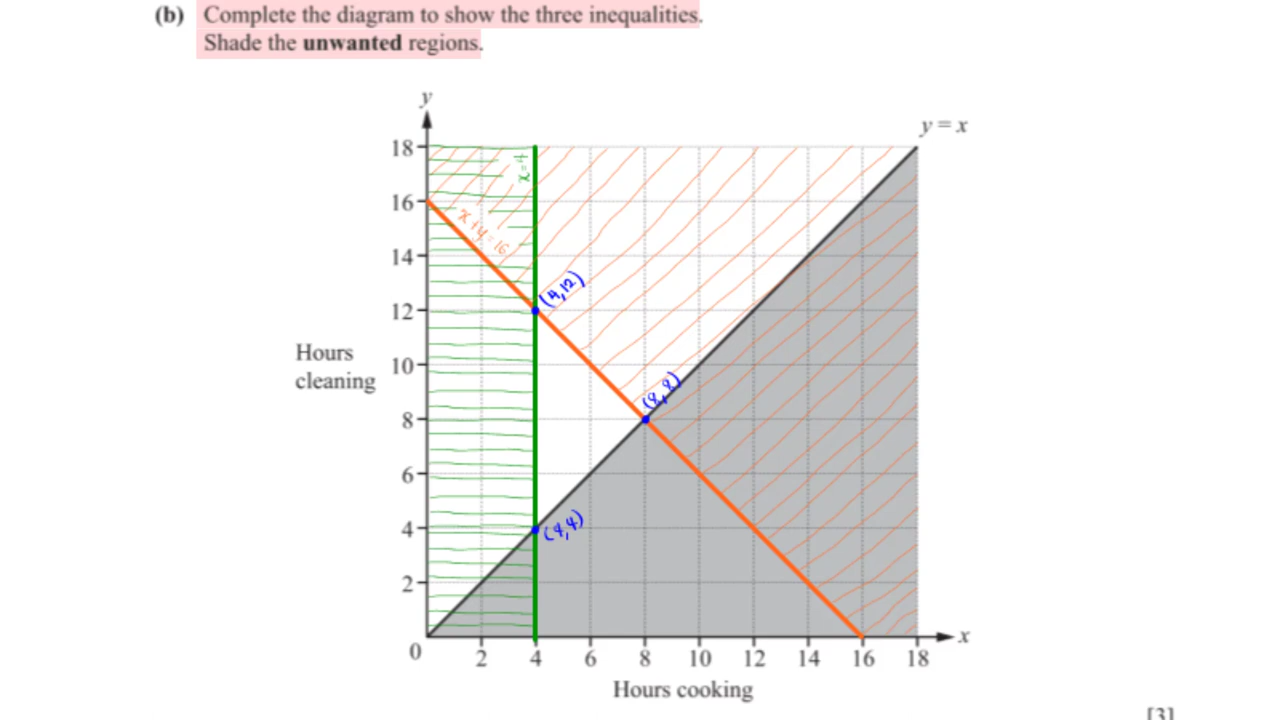 (b) Complete the diagram to show the three inequalities.
Shade the unwanted regions.
y
y = x
18
x=4
16
x+y=16
14
(4,12)
12
Hours
cleaning
10
(8,8)
8
6
4
(4,4)
2
0
2 4 6 8 10 12 14 16 18
x
Hours cooking
[3]